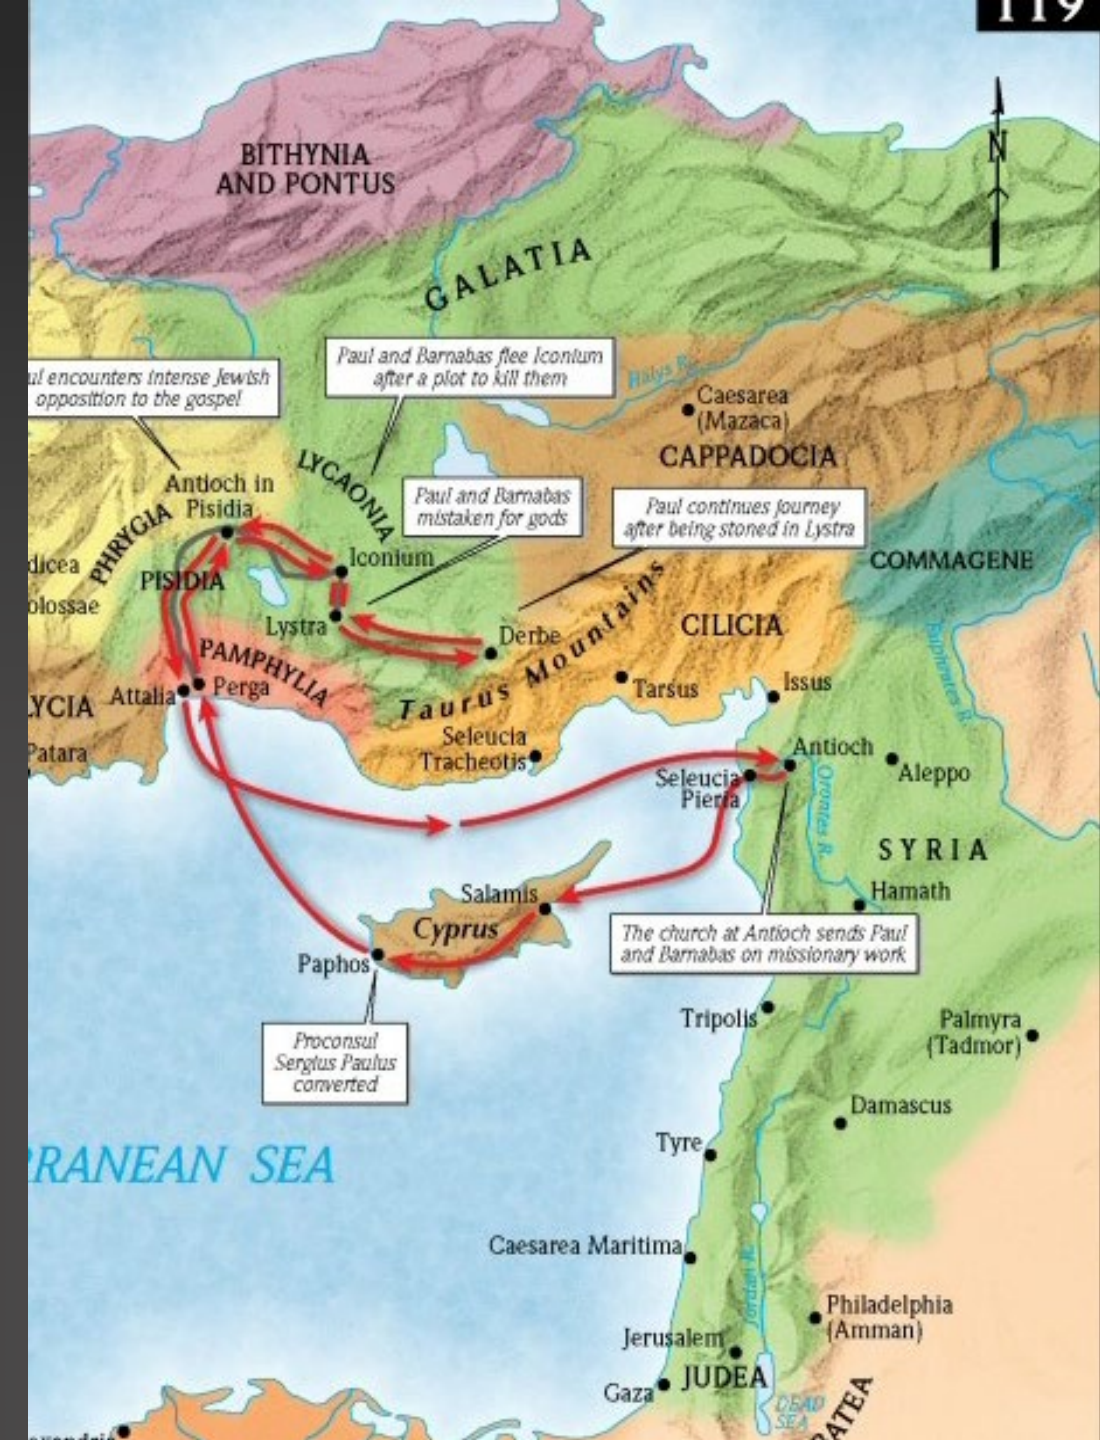 119
N
BITHYNIA
AND PONTUS
GALATIA
Paul and Barnabas flee Iconium
after a plot to kill them
ul encounters intense Jewish
opposition to the gospel
Halys R.
Caesarea
(Mazaca)
CAPPADOCIA
LYCAONIA
Antioch in
Pisidia
Paul and Barnabas
mistaken for gods
Paul continues journey
after being stoned in Lystra
PHRYGIA
COMMAGENE
Iconium
dicea
PISIDIA
olossae
Lystra
Derbe
CILICIA
Taurus Mountains
Euphrates R.
PAMPHYLIA
Attalia
Perga
Tarsus
Issus
LYCIA
Patara
Seleucia
Tracheotis
Antioch
Aleppo
Seleucia
Pieria
Orontes R.
SYRIA
Hamath
Salamis
Cyprus
Paphos
The church at Antioch sends Paul
and Barnabas on missionary work
Tripolis
Palmyra
(Tadmor)
Proconsul
Sergius Paulus
converted
Damascus
Tyre
RRANEAN SEA
Caesarea Maritima
Jordan R.
Philadelphia
(Amman)
Jerusalem
JUDEA
Gaza
DEAD
SEA
RATEA
exandria